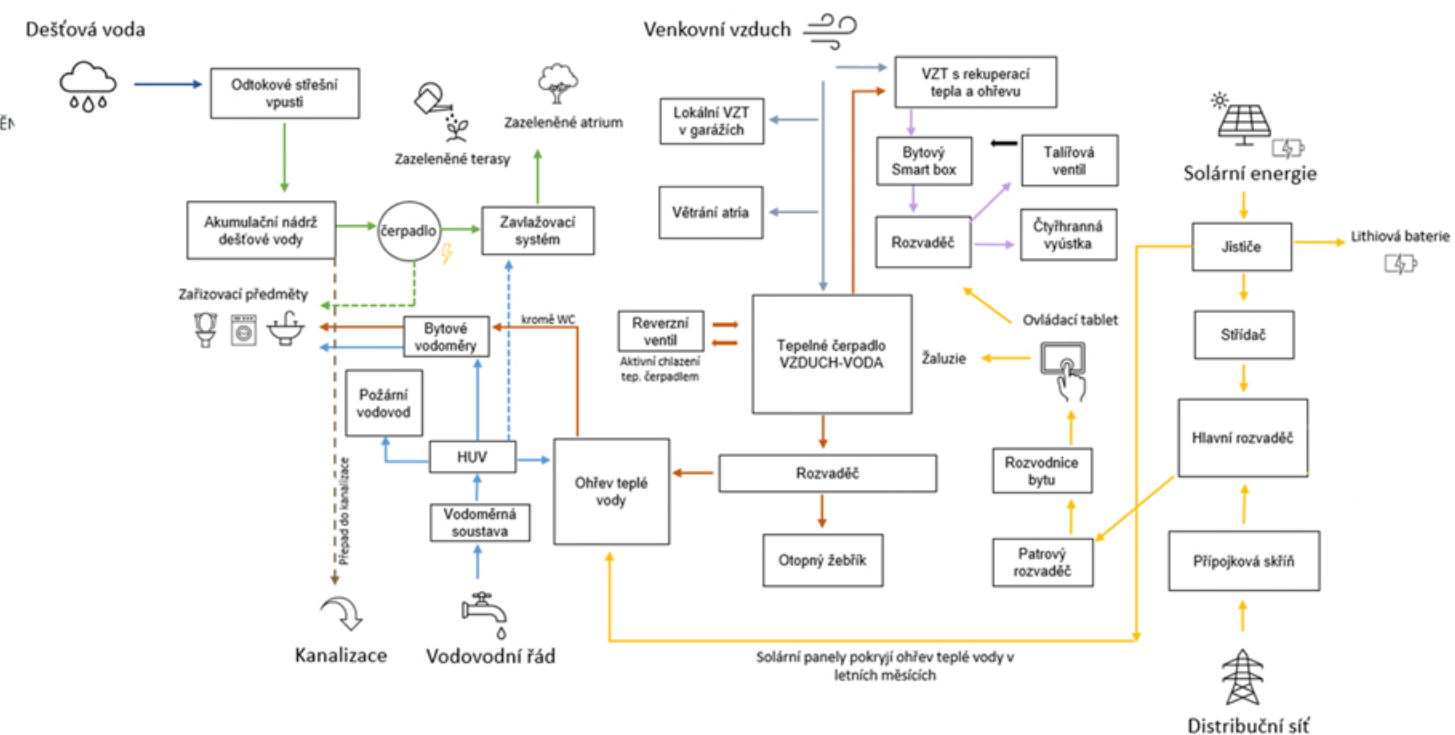 Dešťová voda
Odtokové střešní
vpusti
Zazeleněné atrium
Zazeleněné terasy
Akumulační nádrž
dešťové vody
čerpadlo
Zavlažovací
systém
Zařizovací předměty
kromě WC
Bytové
vodoměry
Požární
vodovod
HUV
Ohřev teplé
vody
Vodoměrná
soustava
Přepad do kanalizace
Kanalizace
Vodovodní řád
Venkovní vzduch
VZT s rekuperací
tepla a ohřevu
Lokální VZT
v garážích
Bytový
Smart box
Talířová
ventil
Větrání atria
Rozvaděč
Čtyřhranná
vyústka
Reverzní
ventil
Aktivní chlazení
tep. čerpadlem
Tepelné čerpadlo
VZDUCH-VODA
Ovládací tablet
Žaluzie
Rozvaděč
Otopný žebřík
Rozvodnice
bytu
Patrový
rozvaděč
Solární energie
Jističe
Lithiová baterie
Střídač
Hlavní rozvaděč
Přípojková skříň
Solární panely pokryjí ohřev teplé vody v
letních měsících
Distribuční síť